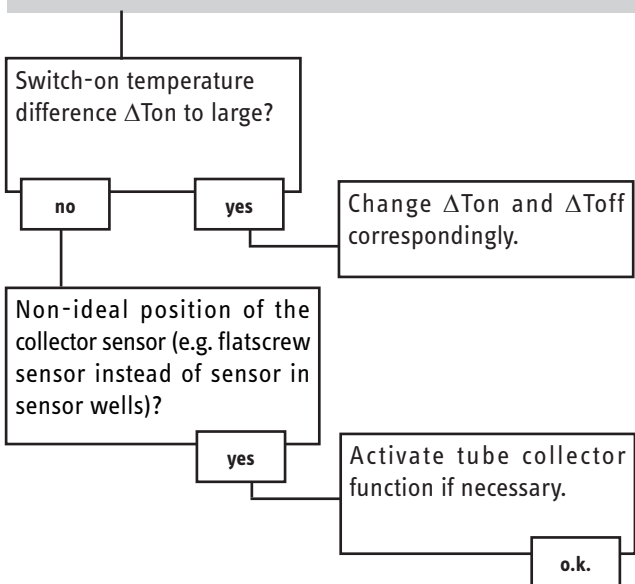 Switch-on temperature
difference ΔTon to large?
no
yes
Change ΔTon and ΔToff
correspondingly.
Non-ideal position of the
collector sensor (e.g. flatscrew
sensor instead of sensor in
sensor wells)?
yes
Activate tube collector
function if necessary.
o.k.